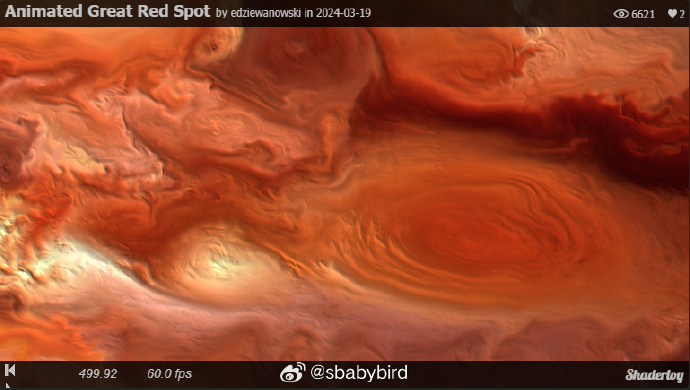 Animated Great Red Spot by edziewanowski in 2024-03-19 6621 2
499.92 60.0 fps @sbabybird Shadertoy